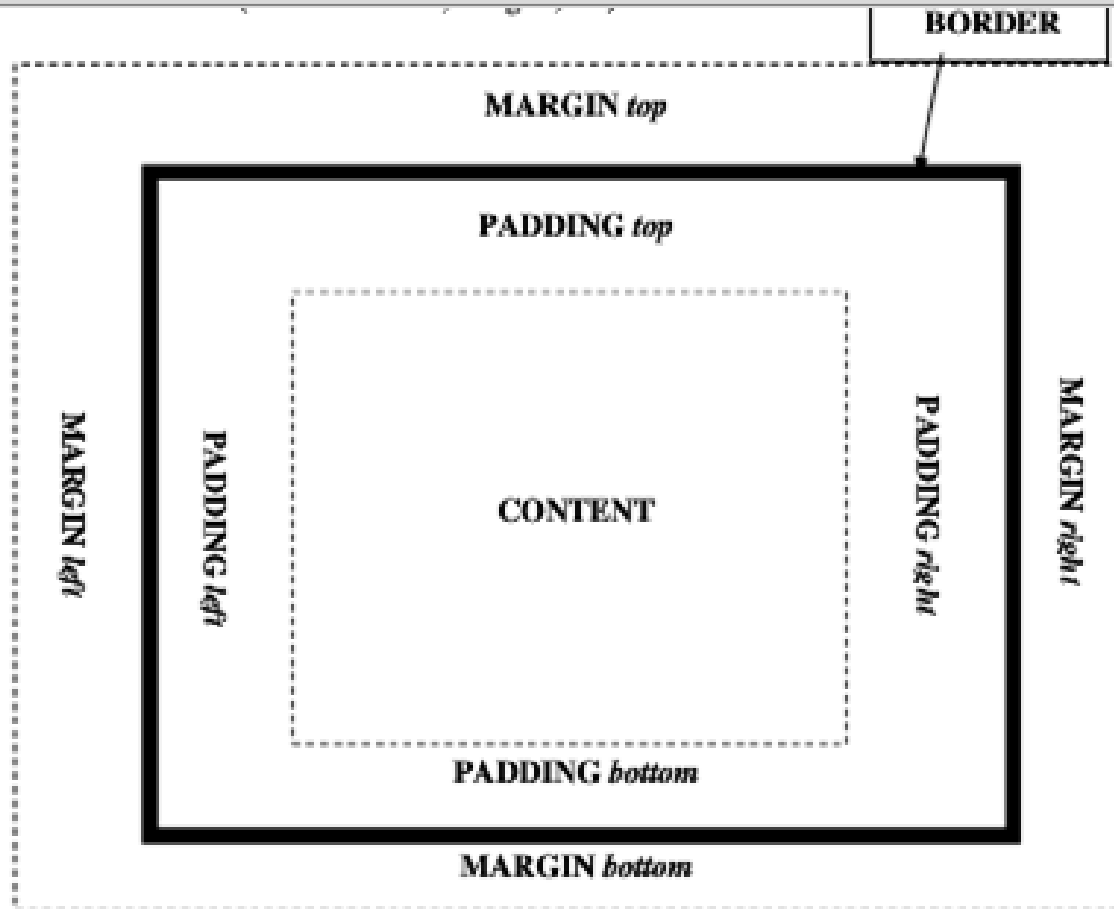 BORDER
MARGIN top
PADDING top
MARGIN left
PADDING left
CONTENT
PADDING right
MARGIN right
PADDING bottom
MARGIN bottom